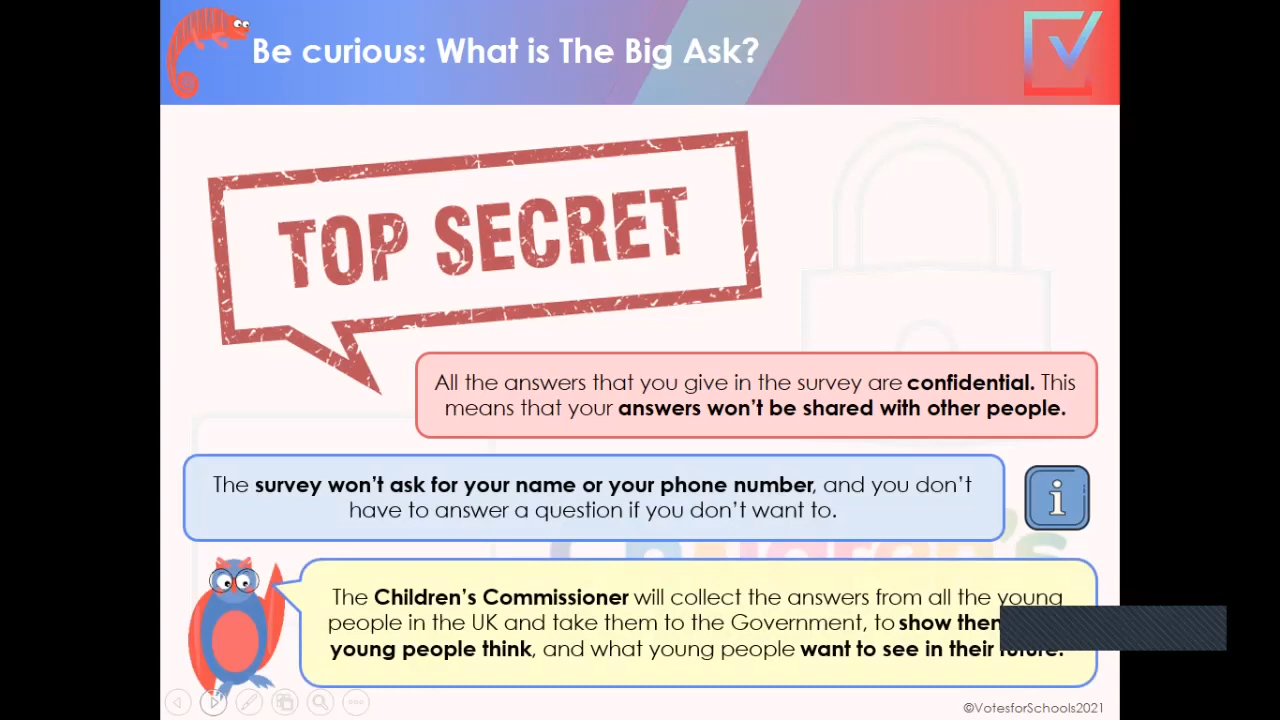 Be curious: What is The Big Ask?
TOP SECRET
All the answers that you give in the survey are confidential. This
means that your answers won't be shared with other people.
The survey won't ask for your name or your phone number, and you don't
have to answer a question if you don't want to.
i
The Children's Commissioner will collect the answers from all the young
people in the UK and take them to the Government, to show
young people think, and what young people want to see in their future.
©VotesforSchools2021